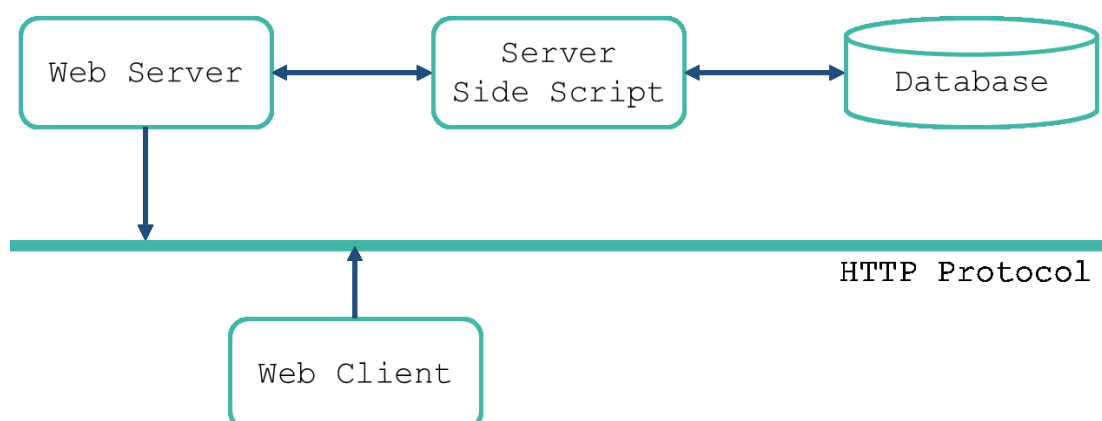 Web Server
Server
Side Script
Database
HTTP Protocol
Web Client